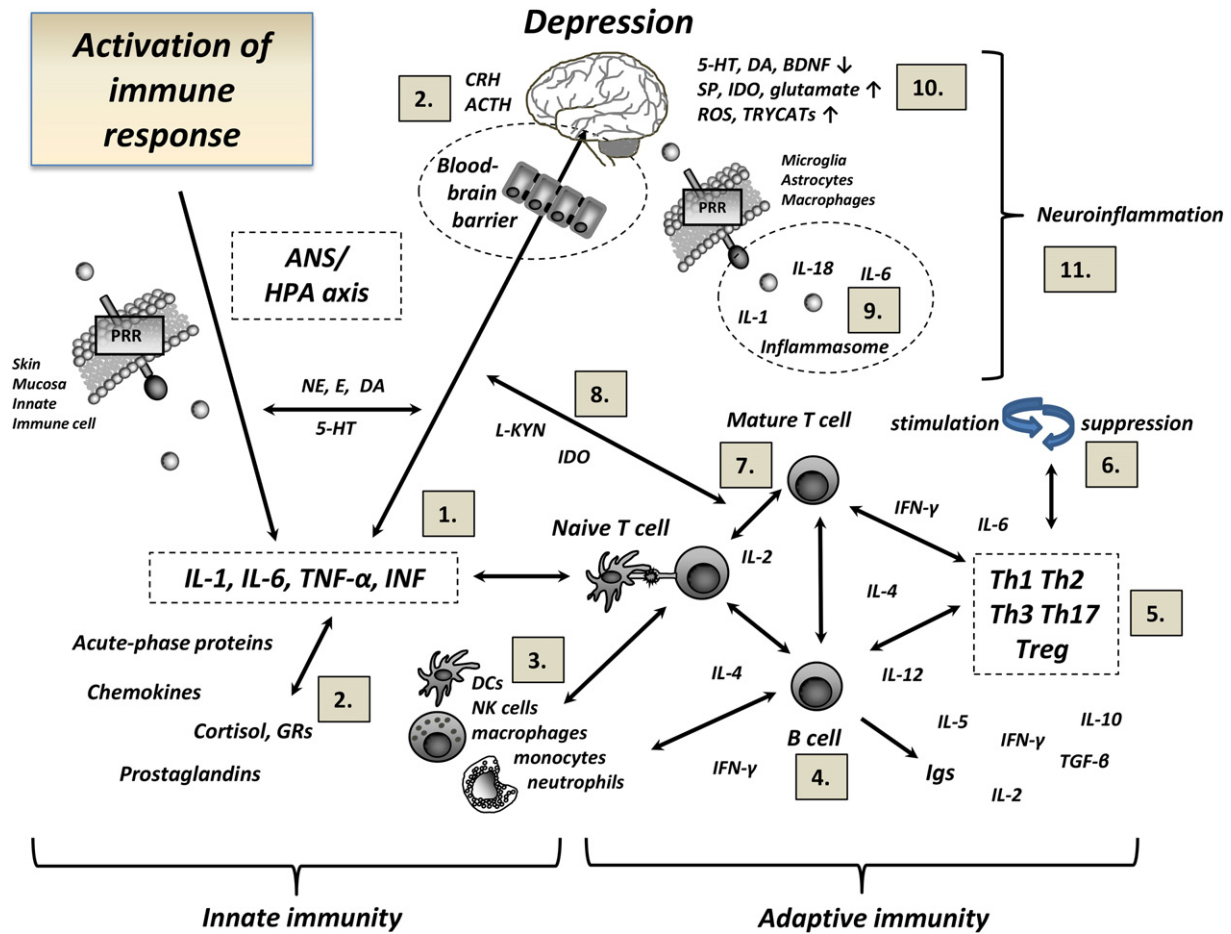 Depression
Activation of
immune
response
2.
CRH
ACTH
5-HT, DA, BDNF ↓
SP, IDO, glutamate ↑
ROS, TRYCATs ↑
10.
Blood-
brain
barrier
Microglia
Astrocytes
Macrophages
PRR
Neuroinflammation
11.
ANS/
HPA axis
IL-18
IL-6
9.
IL-1
Inflammasome
PRR
Skin
Mucosa
Innate
Immune cell
NE, E, DA
5-HT
8.
L-KYN
IDO
Mature T cell
7.
stimulation
suppression
6.
1.
Naive T cell
IL-2
IFN-γ
IL-6
IL-1, IL-6, TNF-α, INF
IL-4
Th1 Th2
Th3 Th17
Treg
5.
Acute-phase proteins
Chemokines
2.
Cortisol, GRs
Prostaglandins
3.
DCs
NK cells
macrophages
monocytes
neutrophils
IL-4
IL-12
IFN-γ
B cell
4.
Igs
IL-5
IFN-γ
IL-10
TGF-β
IL-2
Innate immunity
Adaptive immunity